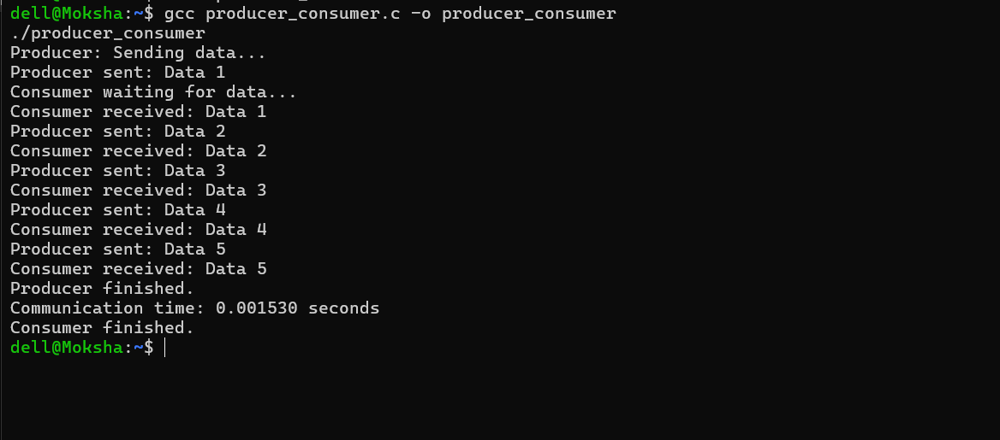 dell@Moksha:~$ gcc producer_consumer.c -o producer_consumer
./producer_consumer
Producer: Sending data...
Producer sent: Data 1
Consumer waiting for data...
Consumer received: Data 1
Producer sent: Data 2
Consumer received: Data 2
Producer sent: Data 3
Consumer received: Data 3
Producer sent: Data 4
Consumer received: Data 4
Producer sent: Data 5
Consumer received: Data 5
Producer finished.
Communication time: 0.001530 seconds
Consumer finished.
dell@Moksha:~$